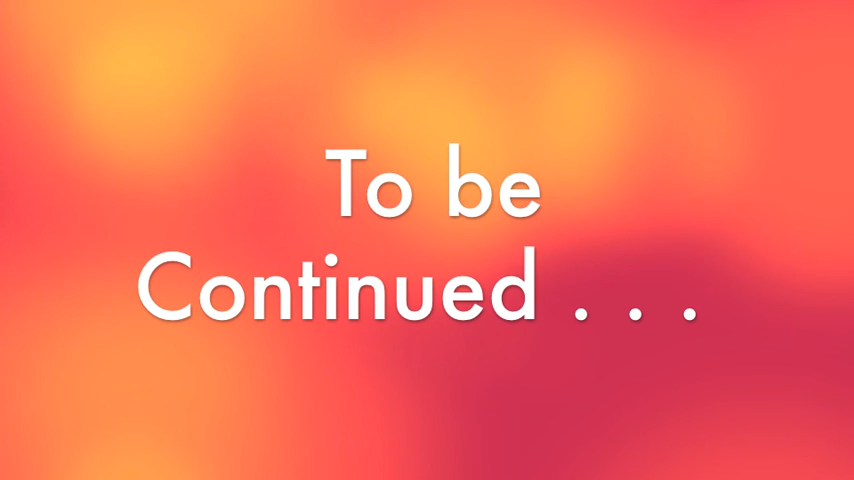 To be
Continued . . .